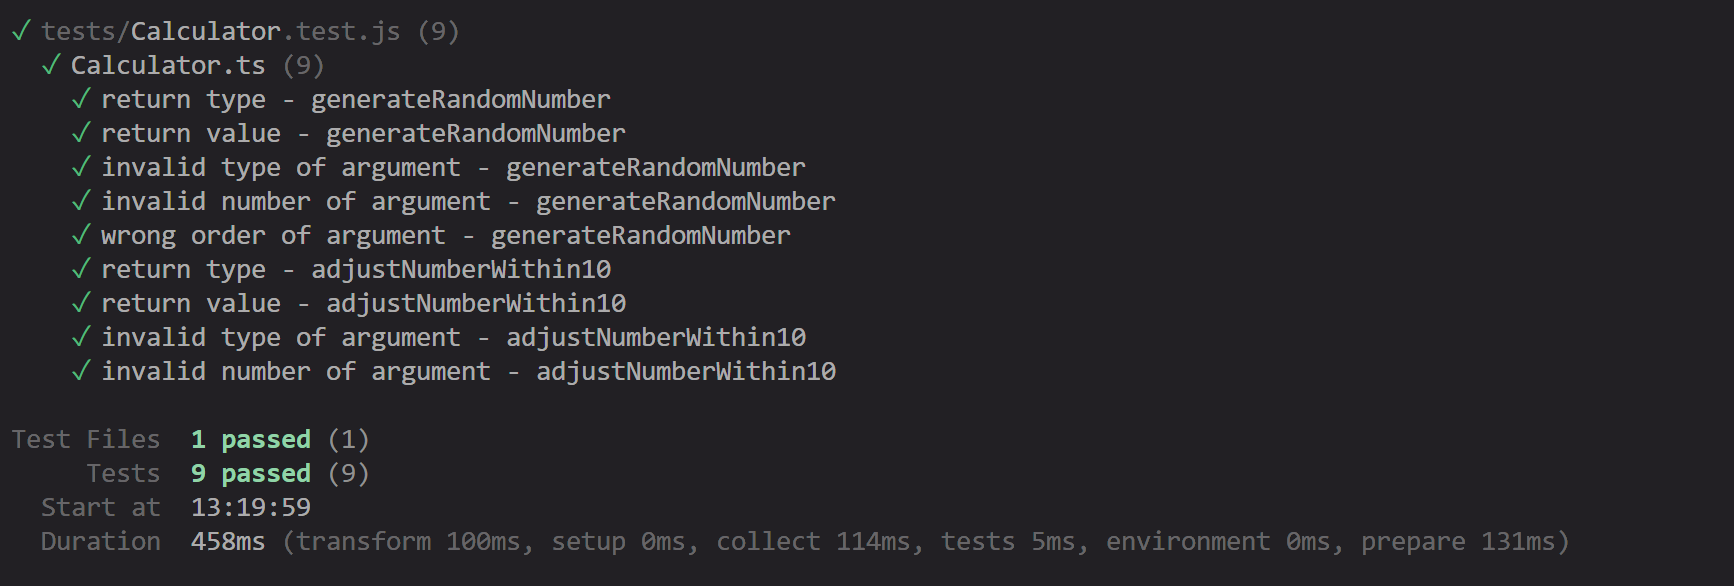 ✓ tests/Calculator.test.js (9)
✓ Calculator.ts (9)
✓ return type - generateRandomNumber
✓ return value - generateRandomNumber
✓ invalid type of argument - generateRandomNumber
✓ invalid number of argument - generateRandomNumber
✓ wrong order of argument - generateRandomNumber
✓ return type - adjustNumberWithin10
✓ return value - adjustNumberWithin10
✓ invalid type of argument - adjustNumberWithin10
✓ invalid number of argument - adjustNumberWithin10
Test Files 1 passed (1)
Tests 9 passed (9)
Start at 13:19:59
Duration 458ms (transform 100ms, setup 0ms, collect 114ms, tests 5ms, environment 0ms, prepare 131ms)